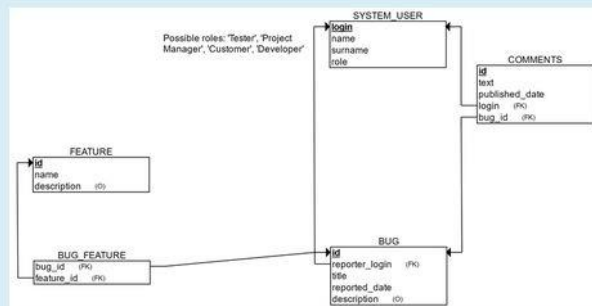 SYSTEM_USER
login
name
surname
role
Possible roles: 'Tester', 'Project
Manager', 'Customer', 'Developer'
COMMENTS
id
text
published_date
login (FK)
bug_id (FK)
FEATURE
id
name
description (O)
BUG_FEATURE
bug_id (FK)
feature_id (FK)
BUG
id
reporter_login (FK)
title
reported_date
description (O)